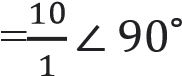 = 10/1 ∠ 90°